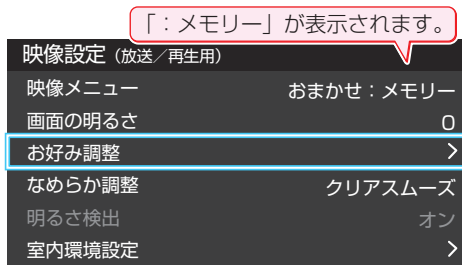 「：メモリー」が表示されます。
映像設定（放送／再生用）
映像メニュー おまかせ：メモリー
画面の明るさ 0
お好み調整 >
なめらか調整 クリアスムーズ
明るさ検出 オン
室内環境設定 >